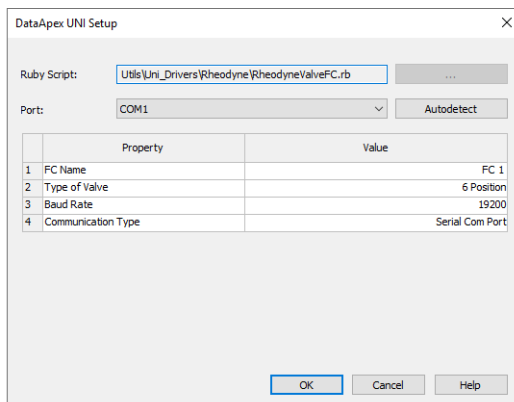 DataApex UNI Setup
Ruby Script: Utils\Uni_Drivers\Rheodyne\RheodyneValveFC.rb ...
Port: COM1 Autodetect
Property Value
1 FC Name FC 1
2 Type of Valve 6 Position
3 Baud Rate 19200
4 Communication Type Serial Com Port
OK Cancel Help